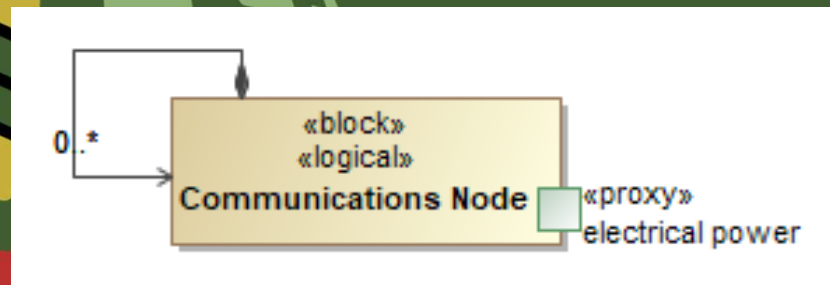 «block»
«logical»
0..*
Communications Node
«proxy»
electrical power